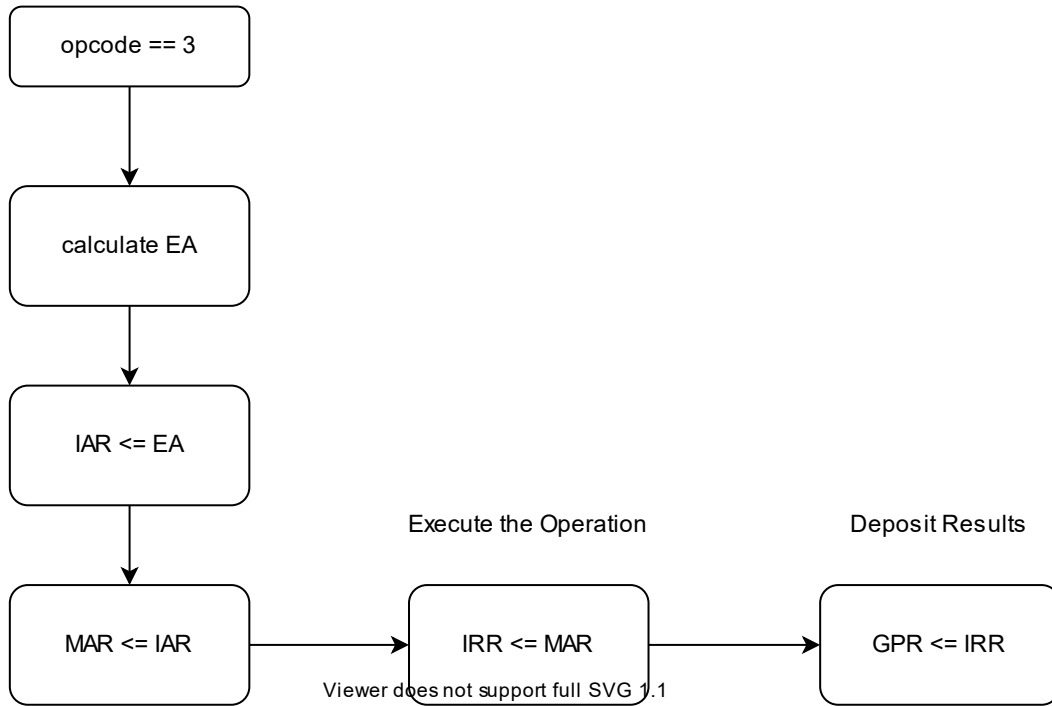 opcode == 3
calculate EA
IAR <= EA
Execute the Operation
Deposit Results
MAR <= IAR
IRR <= MAR
GPR <= IRR
Viewer does not support full SVG 1.1